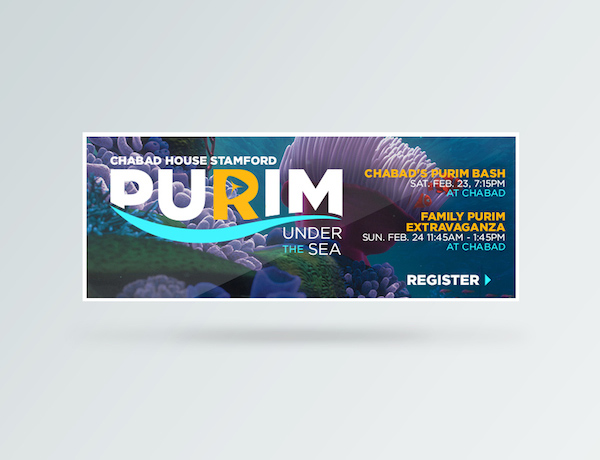 CHABAD HOUSE STAMFORD
PURIM
UNDER
THE SEA
CHABAD'S PURIM BASH
SAT. FEB. 23, 7:15PM
AT CHABAD
FAMILY PURIM
EXTRAVAGANZA
SUN. FEB. 24 11:45AM - 1:45PM
AT CHABAD
REGISTER